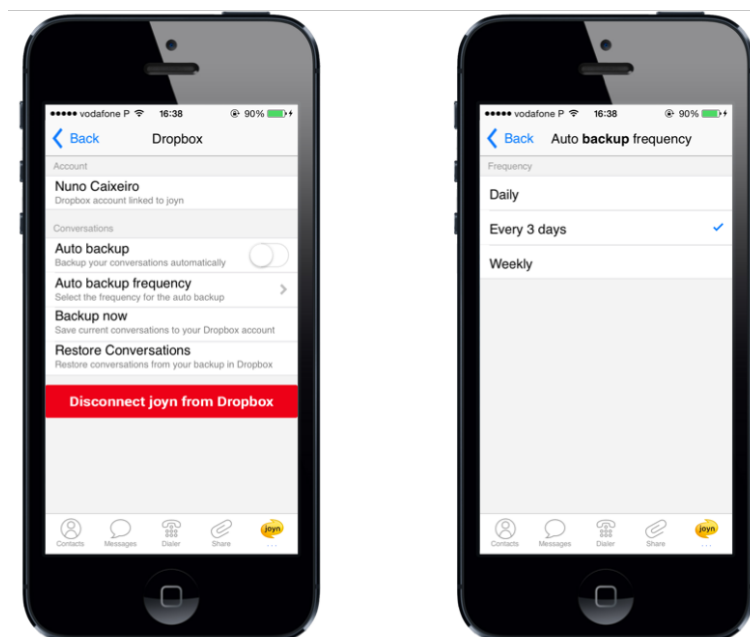 vodafone P 16:38 90%
Back Dropbox
Account
Nuno Caixeiro
Dropbox account linked to joyn
Conversations
Auto backup
Backup your conversations automatically
Auto backup frequency
Select the frequency for the auto backup
Backup now
Save current conversations to your Dropbox account
Restore Conversations
Restore conversations from your backup in Dropbox
Disconnect joyn from Dropbox
joyn
Contacts Messages Dialer Share ...
vodafone P 16:38 90%
Back Auto backup frequency
Frequency
Daily
Every 3 days
Weekly
joyn
Contacts Messages Dialer Share ...